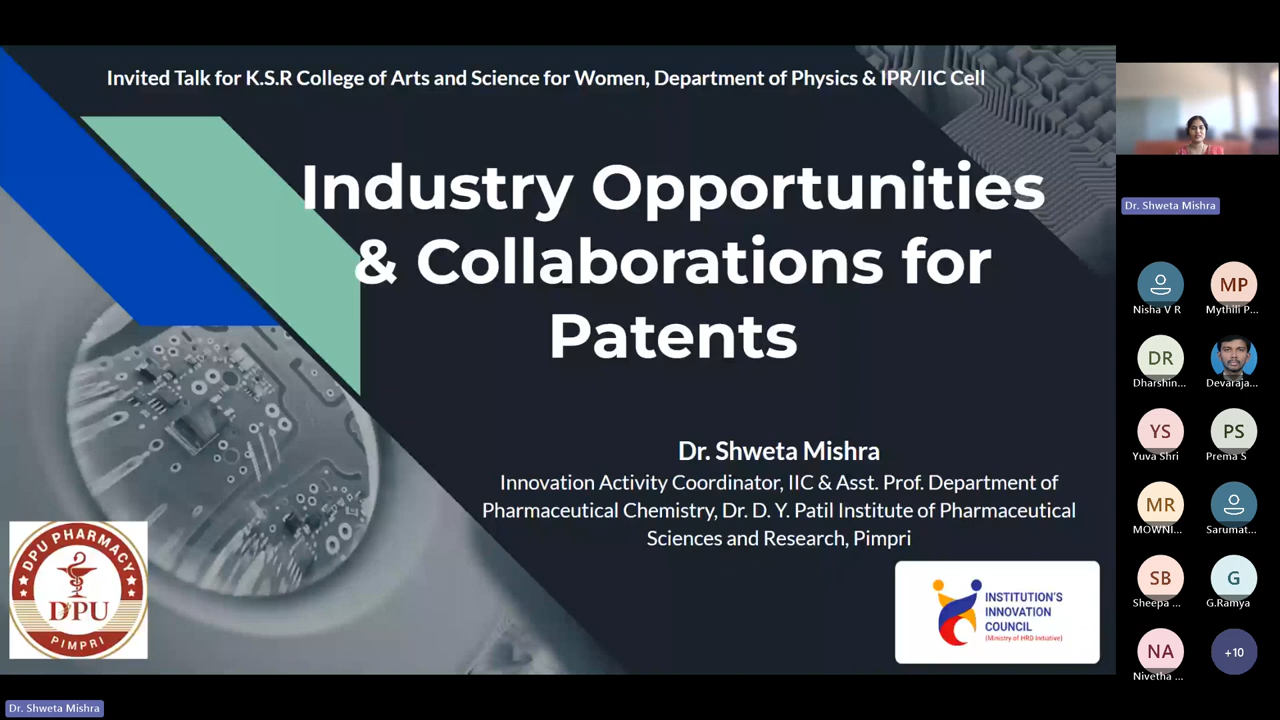 Invited Talk for K.S.R College of Arts and Science for Women, Department of Physics & IPR/IIC Cell
Industry Opportunities
& Collaborations for
Patents
Dr. Shweta Mishra
Innovation Activity Coordinator, IIC & Asst. Prof. Department of
Pharmaceutical Chemistry, Dr. D. Y. Patil Institute of Pharmaceutical
Sciences and Research, Pimpri
DPU PHARMACY
DPU
PIMPRI
INSTITUTION'S
INNOVATION
COUNCIL
(Ministry of HRD Initiative)
Dr. Shweta Mishra
Dr. Shweta Mishra
Nisha V R
MP
Mythili P...
DR
Dharshin...
Devaraja...
YS
Yuva Shri
PS
Prema S
MR
MOWNI...
Sarumat...
SB
Sheepa ...
G
G.Ramya
NA
Nivetha ...
+10